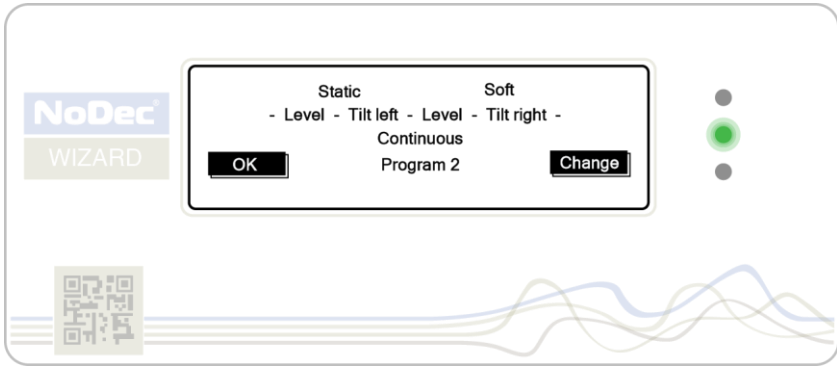 NoDec
WIZARD
Static Soft
- Level - Tilt left - Level - Tilt right -
Continuous
OK Program 2 Change